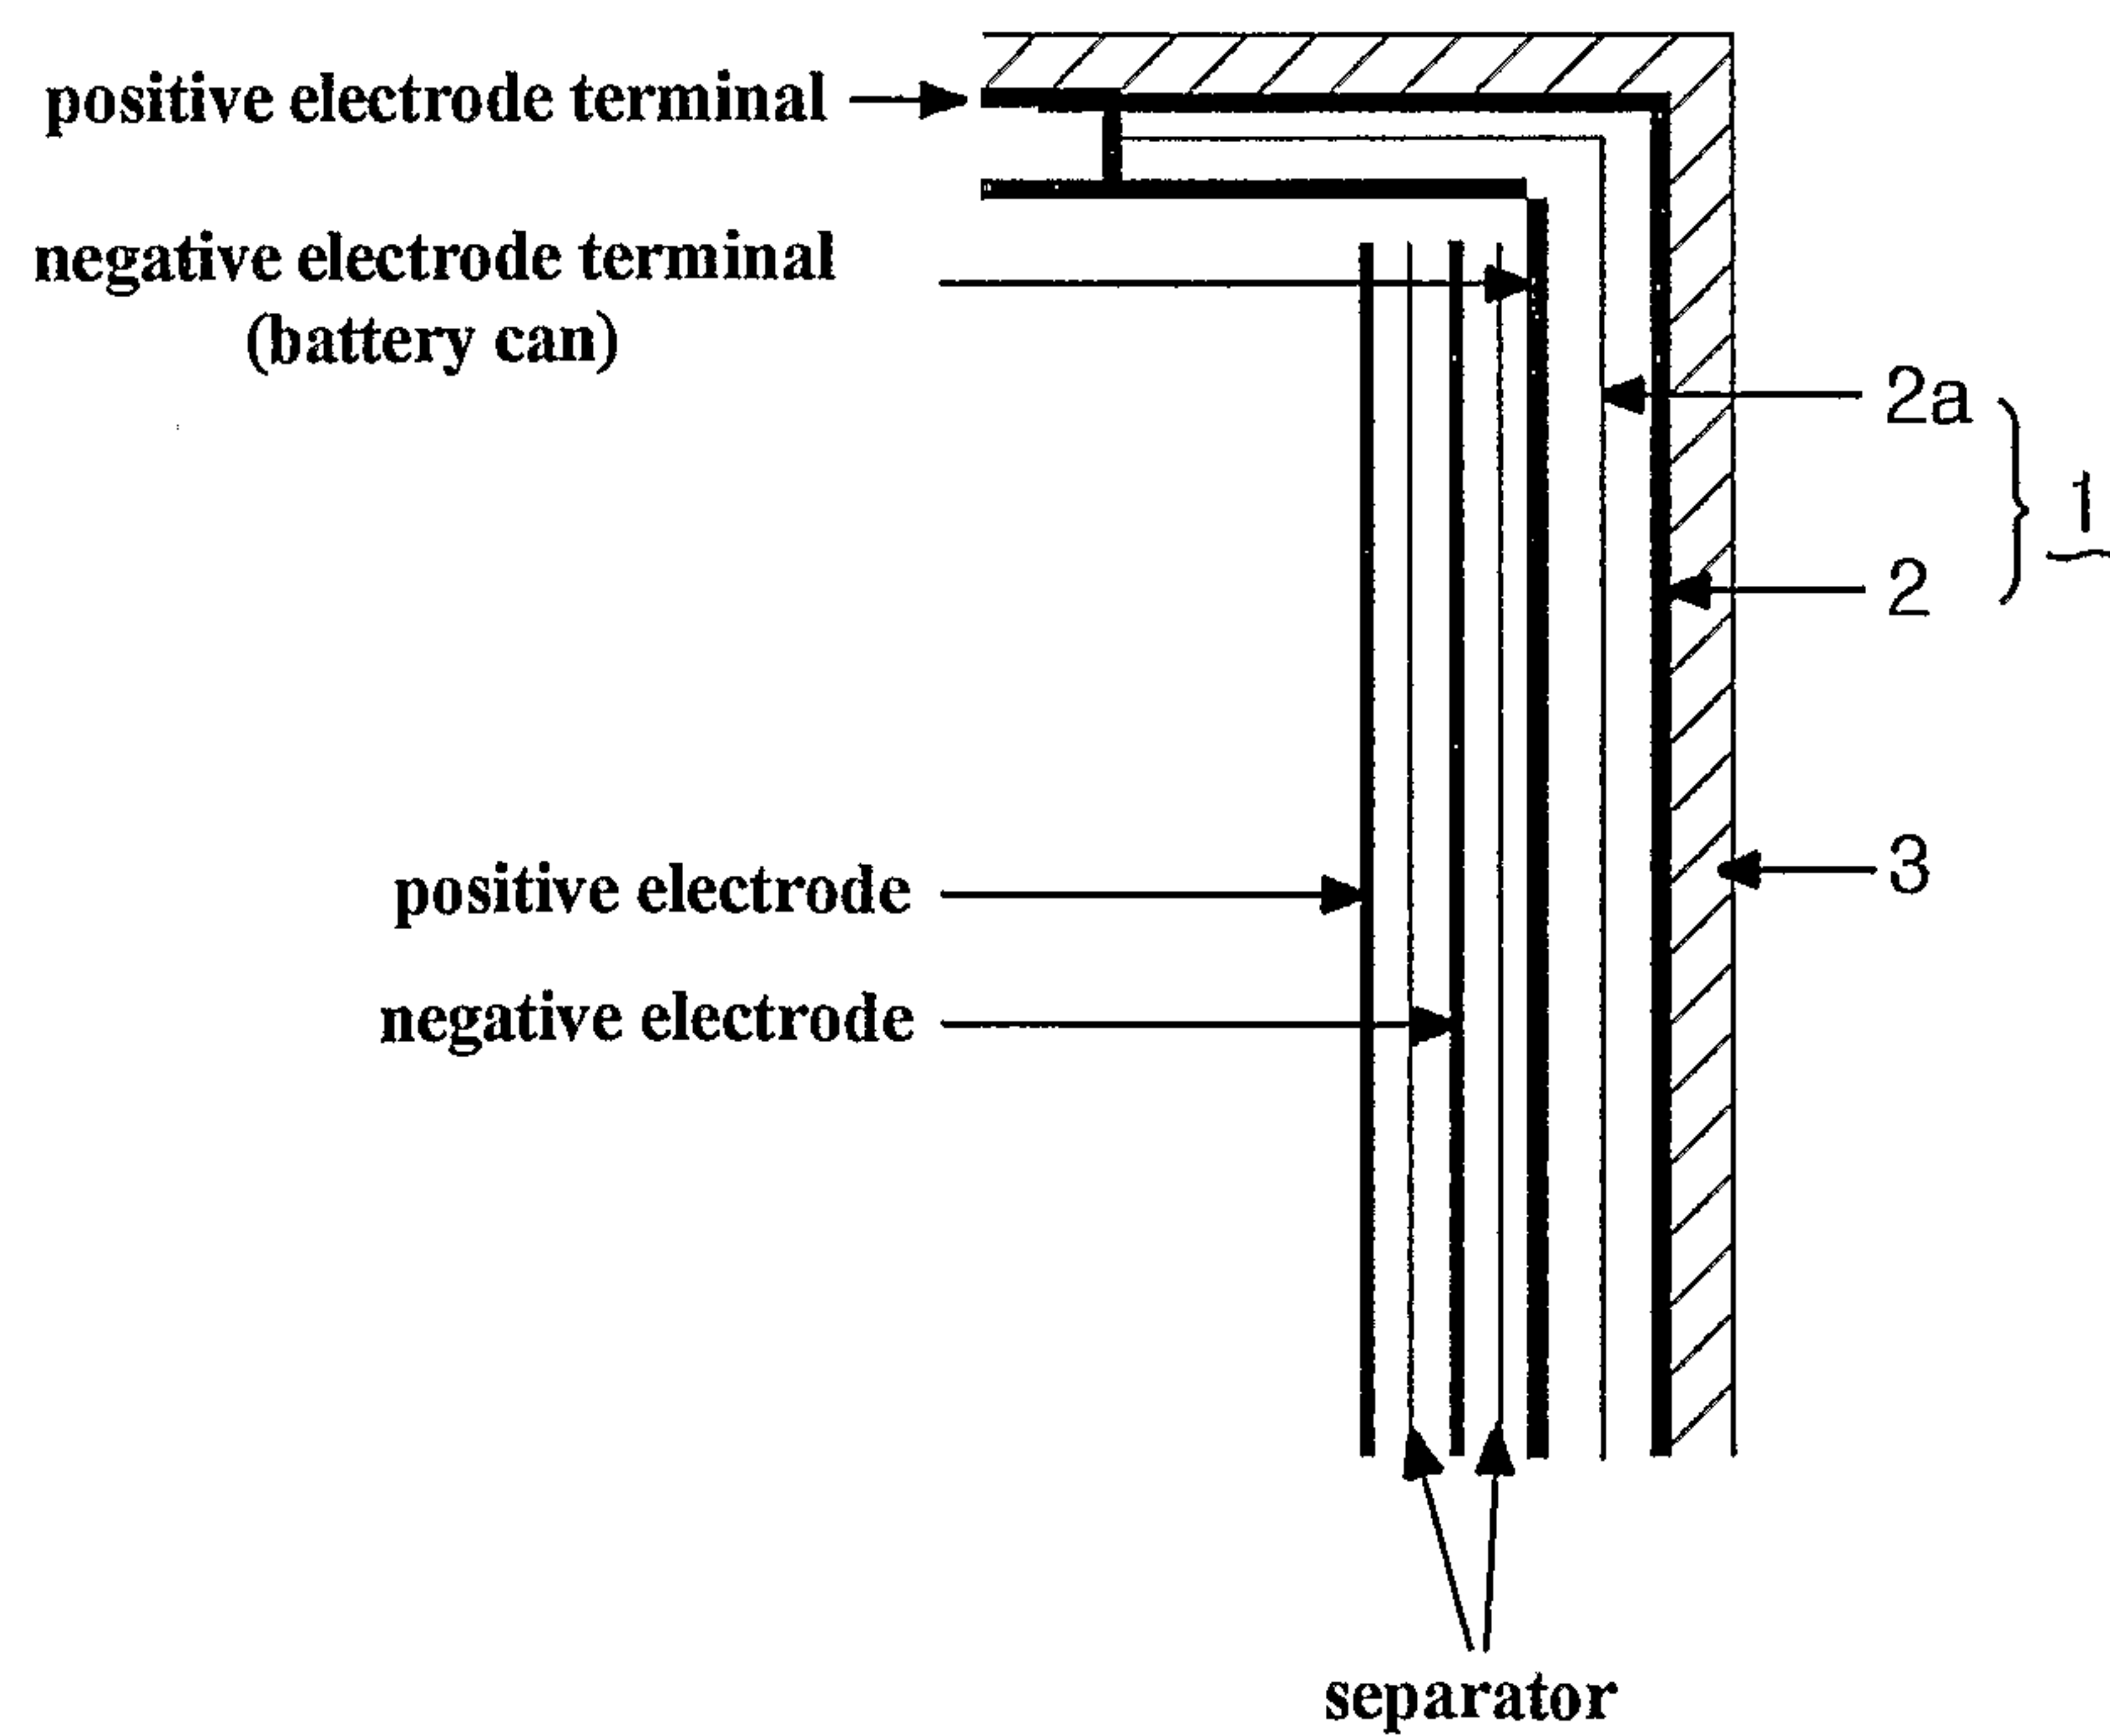 positive electrode terminal
negative electrode terminal
(battery can)
2a
1
2
3
positive electrode
negative electrode
separator